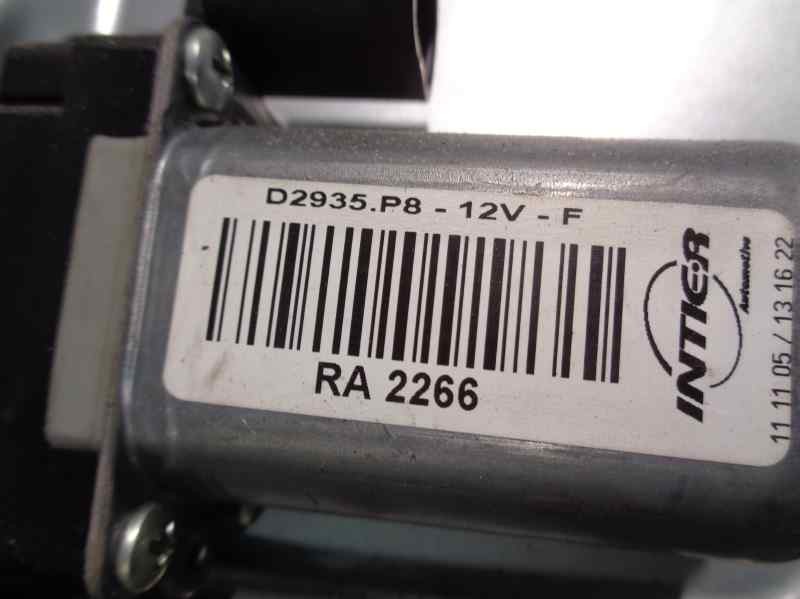 D2935.P8 - 12V - F
RA 2266
INTIER
Automotive
11 11 05 / 13 16 22